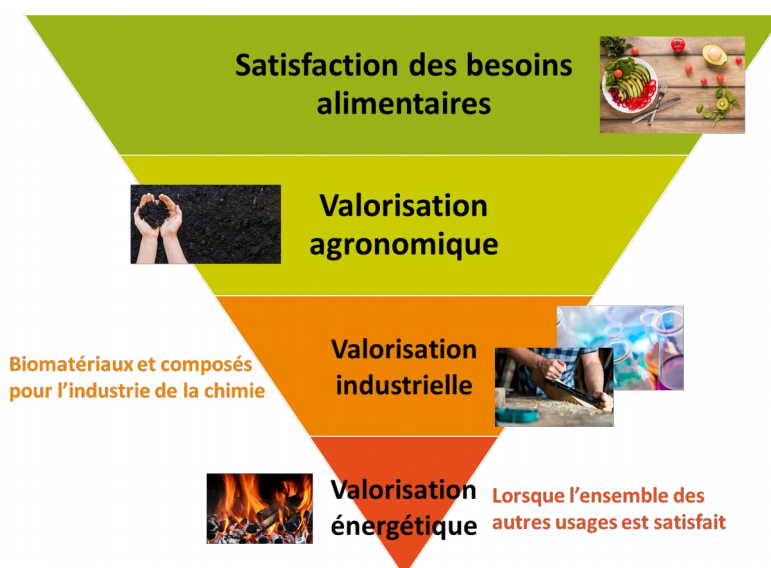 Satisfaction des besoins
alimentaires
Valorisation
agronomique
Valorisation
industrielle
Biomatériaux et composés
pour l'industrie de la chimie
Valorisation
énergétique
Lorsque l'ensemble des
autres usages est satisfait